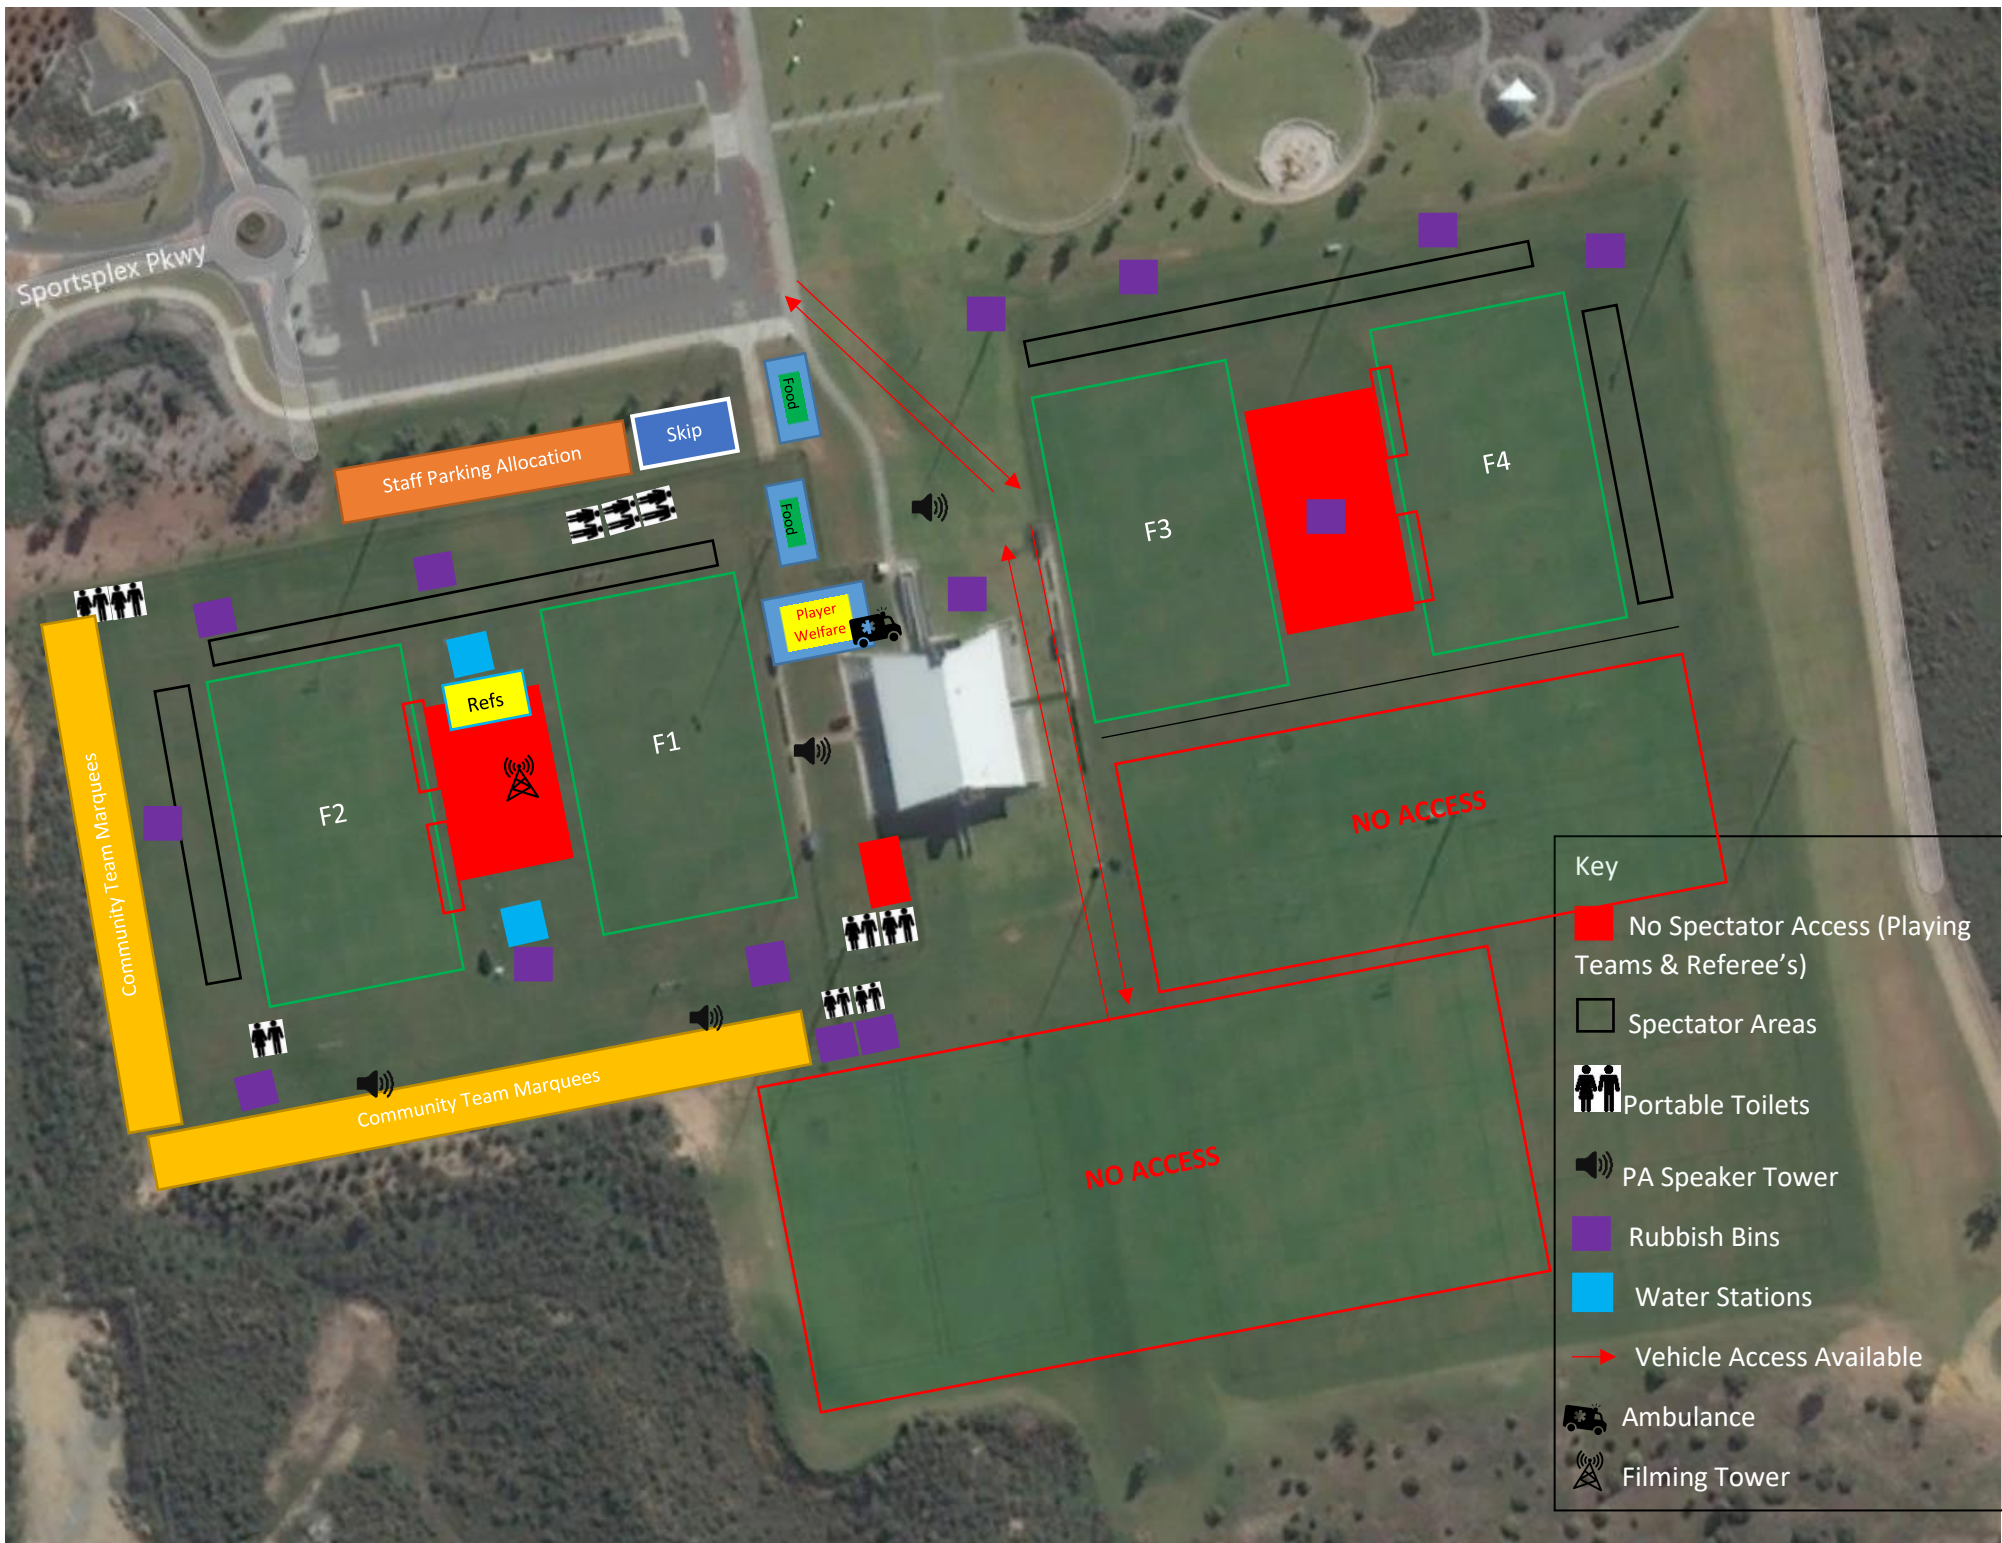 Sportsplex Pkwy
Food
Skip
Staff Parking Allocation
Food
Player
Welfare
Refs
F1
F2
F3
F4
Community Team Marquees
Community Team Marquees
NO ACCESS
NO ACCESS
Key
No Spectator Access (Playing
Teams & Referee's)
Spectator Areas
Portable Toilets
PA Speaker Tower
Rubbish Bins
Water Stations
Vehicle Access Available
Ambulance
Filming Tower